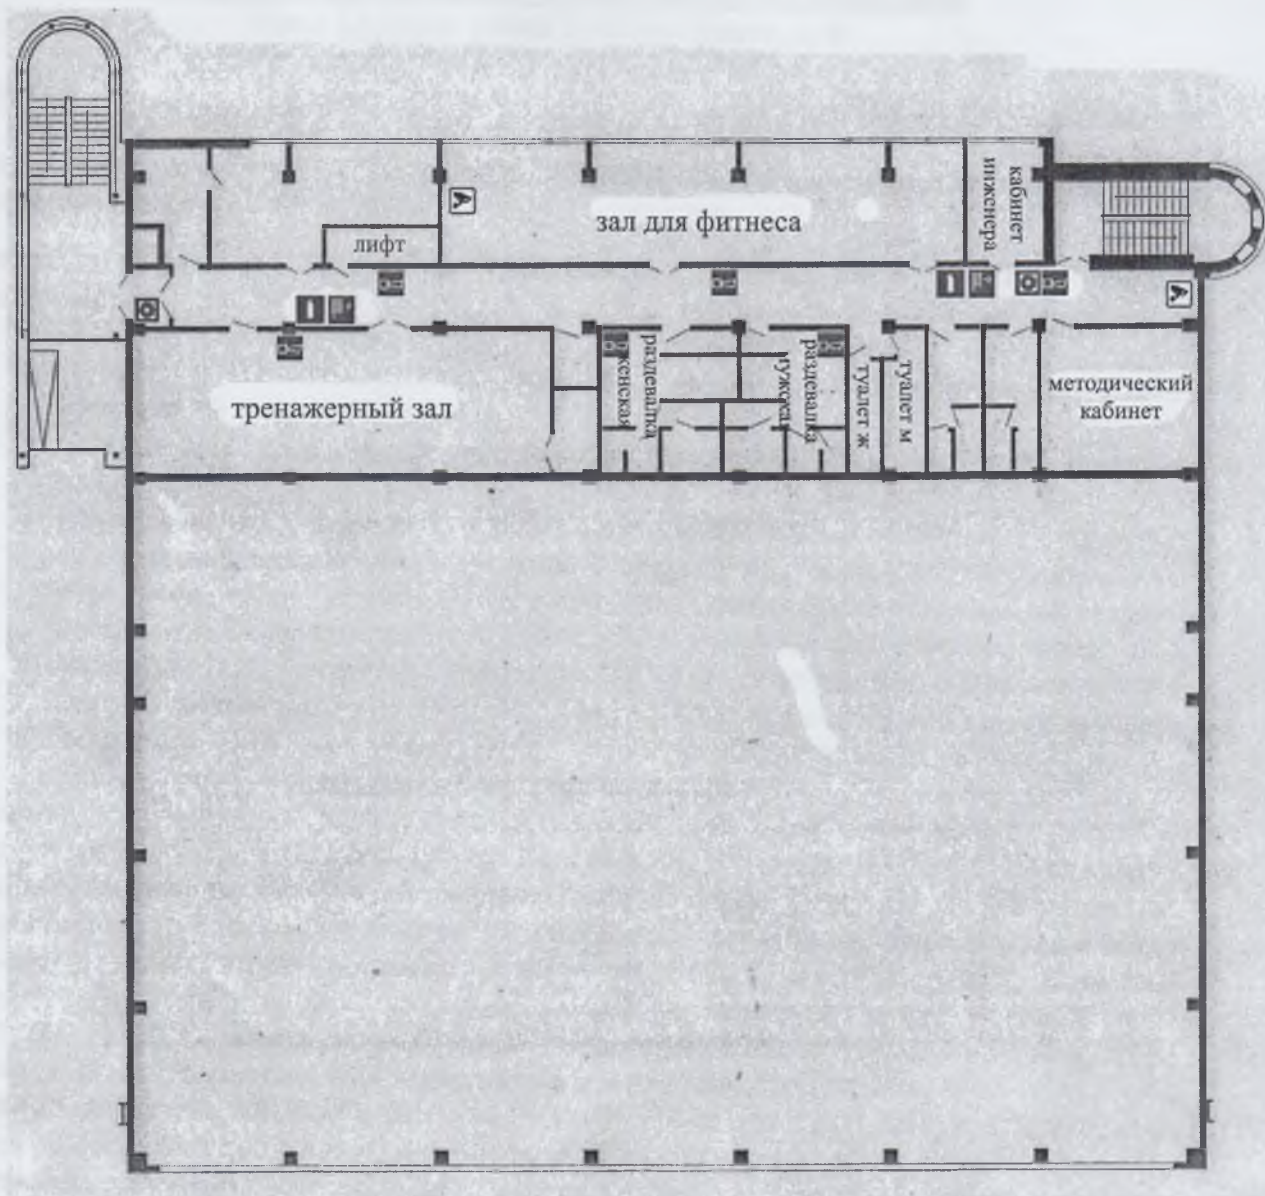 кабинет
инженера
зал для фитнеса
лифт
женская
раздевалка
мужская
раздевалка
туалет ж
туалет м
методический
кабинет
тренажерный зал